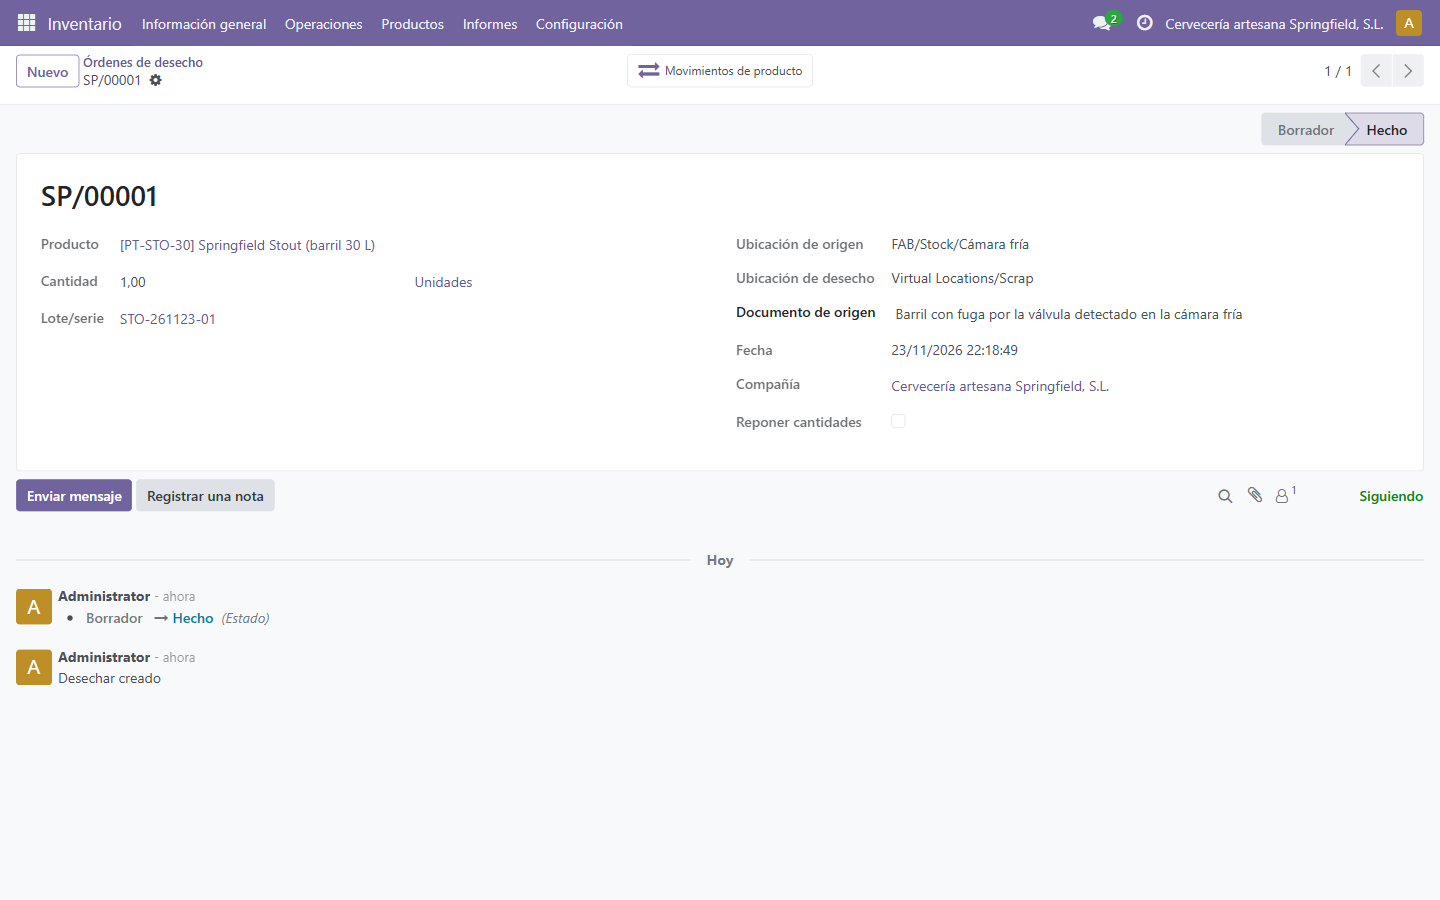 Inventario Información general Operaciones Productos Informes Configuración 2 Cervecería artesana Springfield, S.L. A
Nuevo Órdenes de desecho
SP/00001
Movimientos de producto
1 / 1
Borrador Hecho
SP/00001
Producto [PT-STO-30] Springfield Stout (barril 30 L)
Cantidad 1,00 Unidades
Lote/serie STO-261123-01
Ubicación de origen FAB/Stock/Cámara fría
Ubicación de desecho Virtual Locations/Scrap
Documento de origen Barril con fuga por la válvula detectado en la cámara fría
Fecha 23/11/2026 22:18:49
Compañía Cervecería artesana Springfield, S.L.
Reponer cantidades
Enviar mensaje Registrar una nota 1 Siguiendo
Hoy
A Administrator - ahora
Borrador Hecho (Estado)
A Administrator - ahora
Desechar creado